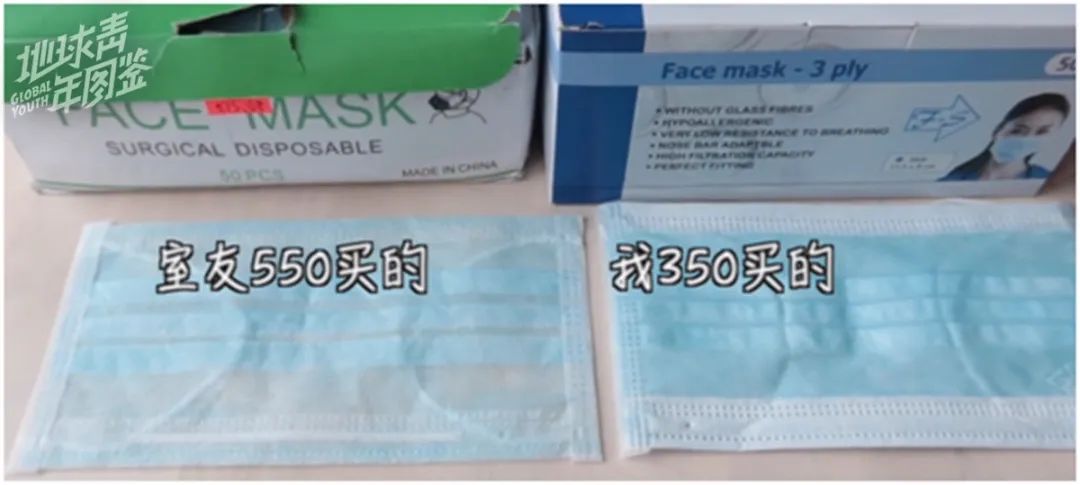 地球青
GLOBAL
YOUTH
年图鉴
FACE MASK
SURGICAL DISPOSABLE
50 PCS
MADE IN CHINA
Face mask - 3 ply
• WITHOUT GLASS FIBRES
• HYPOALLERGENIC
• VERY LOW RESISTANCE TO BREATHING
• NOSE BAR ADAPTBLE
• HIGH FILTRATION CAPACITY
• PERFECT FITTING
室友550买的
我350买的